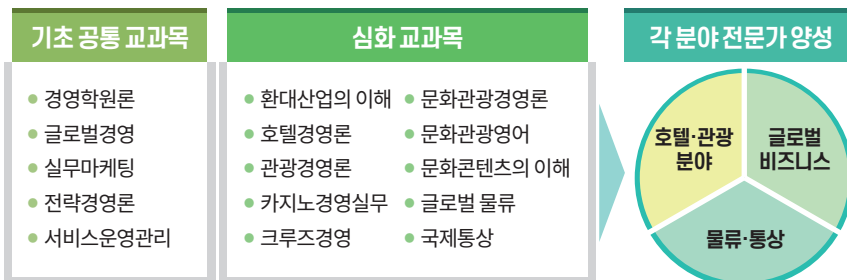 기초 공통 교과목
경영학원론
글로벌경영
실무마케팅
전략경영론
서비스운영관리
심화 교과목
환대산업의 이해
호텔경영론
관광경영론
카지노경영실무
크루즈경영
문화관광경영론
문화관광영어
문화콘텐츠의 이해
글로벌 물류
국제통상
각 분야 전문가 양성
호텔·관광
분야
글로벌
비즈니스
물류·통상